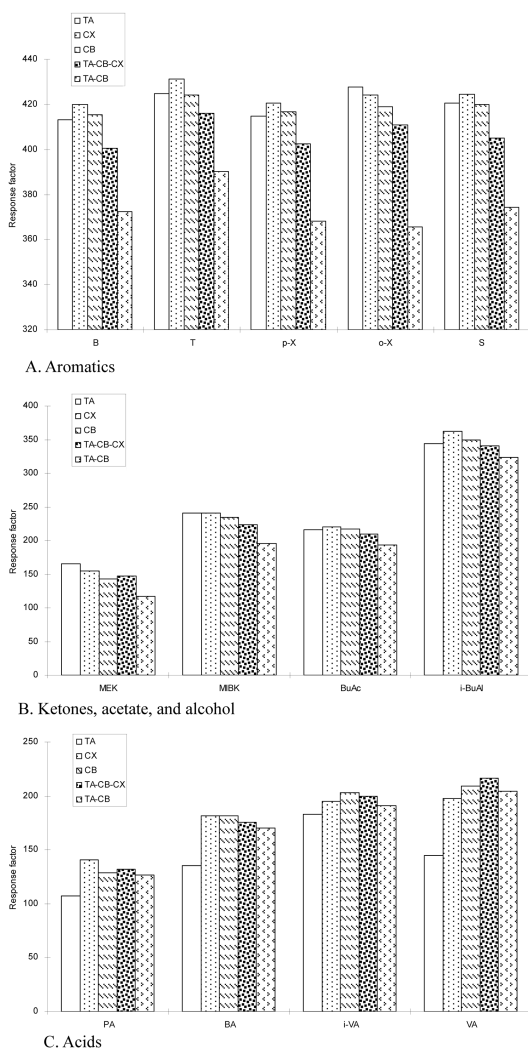 TA
CX
CB
TA-CB-CX
TA-CB
Response factor
440
420
400
380
360
340
320
B T p-X o-X S
A. Aromatics
TA
CX
CB
TA-CB-CX
TA-CB
Response factor
400
350
300
250
200
150
100
50
0
MEK MIBK BuAc i-BuAl
B. Ketones, acetate, and alcohol
TA
CX
CB
TA-CB-CX
TA-CB
Response factor
250
200
150
100
50
0
PA BA i-VA VA
C. Acids